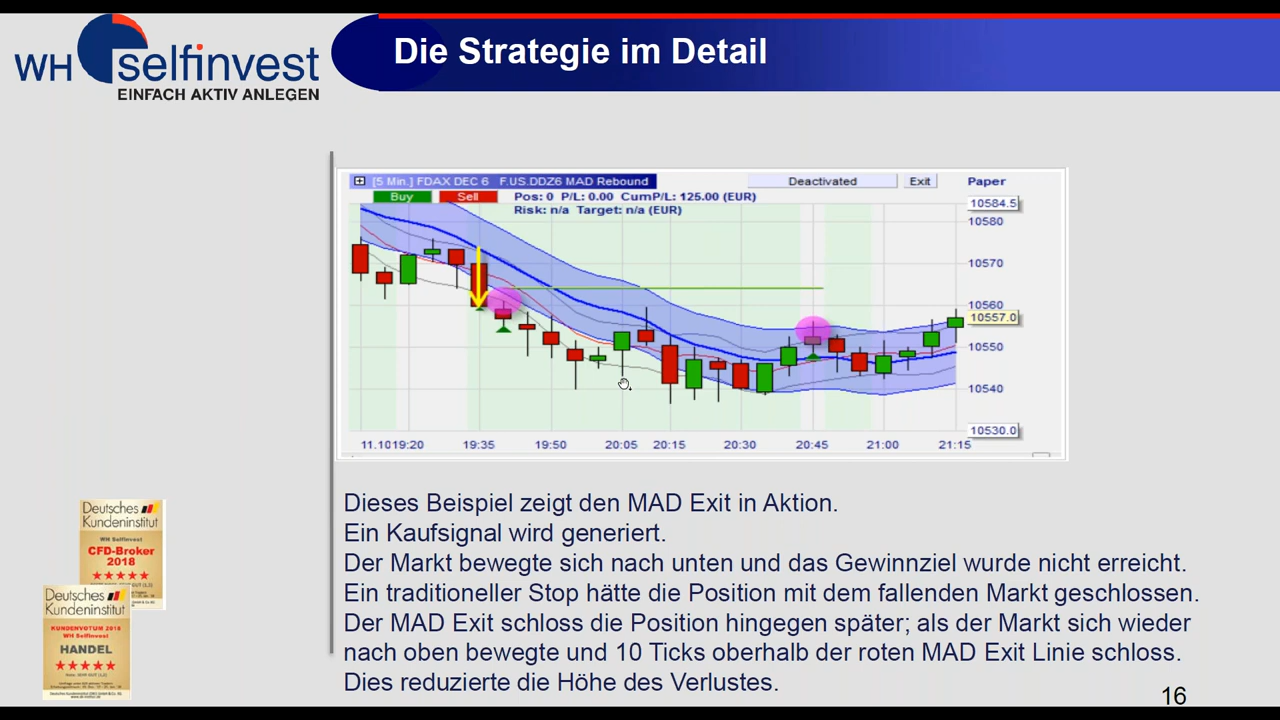 WH selfinvest
EINFACH AKTIV ANLEGEN
Die Strategie im Detail
[5 Min.] FDAX DEC 6 F.US.DDZ6 MAD Rebound
Deactivated
Exit
Paper
Buy
Sell
Pos: 0 P/L: 0.00 CumP/L: 125.00 (EUR)
Risk: n/a Target: n/a (EUR)
10584.5
10580
10570
10560
10557.0
10550
10540
10530.0
11.10 19:20 19:35 19:50 20:05 20:15 20:30 20:45 21:00 21:15
Dieses Beispiel zeigt den MAD Exit in Aktion.
Ein Kaufsignal wird generiert.
Der Markt bewegte sich nach unten und das Gewinnziel wurde nicht erreicht.
Ein traditioneller Stop hätte die Position mit dem fallenden Markt geschlossen.
Der MAD Exit schloss die Position hingegen später; als der Markt sich wieder
nach oben bewegte und 10 Ticks oberhalb der roten MAD Exit Linie schloss.
Dies reduzierte die Höhe des Verlustes.
Deutsches
Kundeninstitut
WH Selfinvest
CFD-Broker
2018
Deutsches
Kundeninstitut
KUNDENVOTUM 2018
WH Selfinvest
HANDEL
16